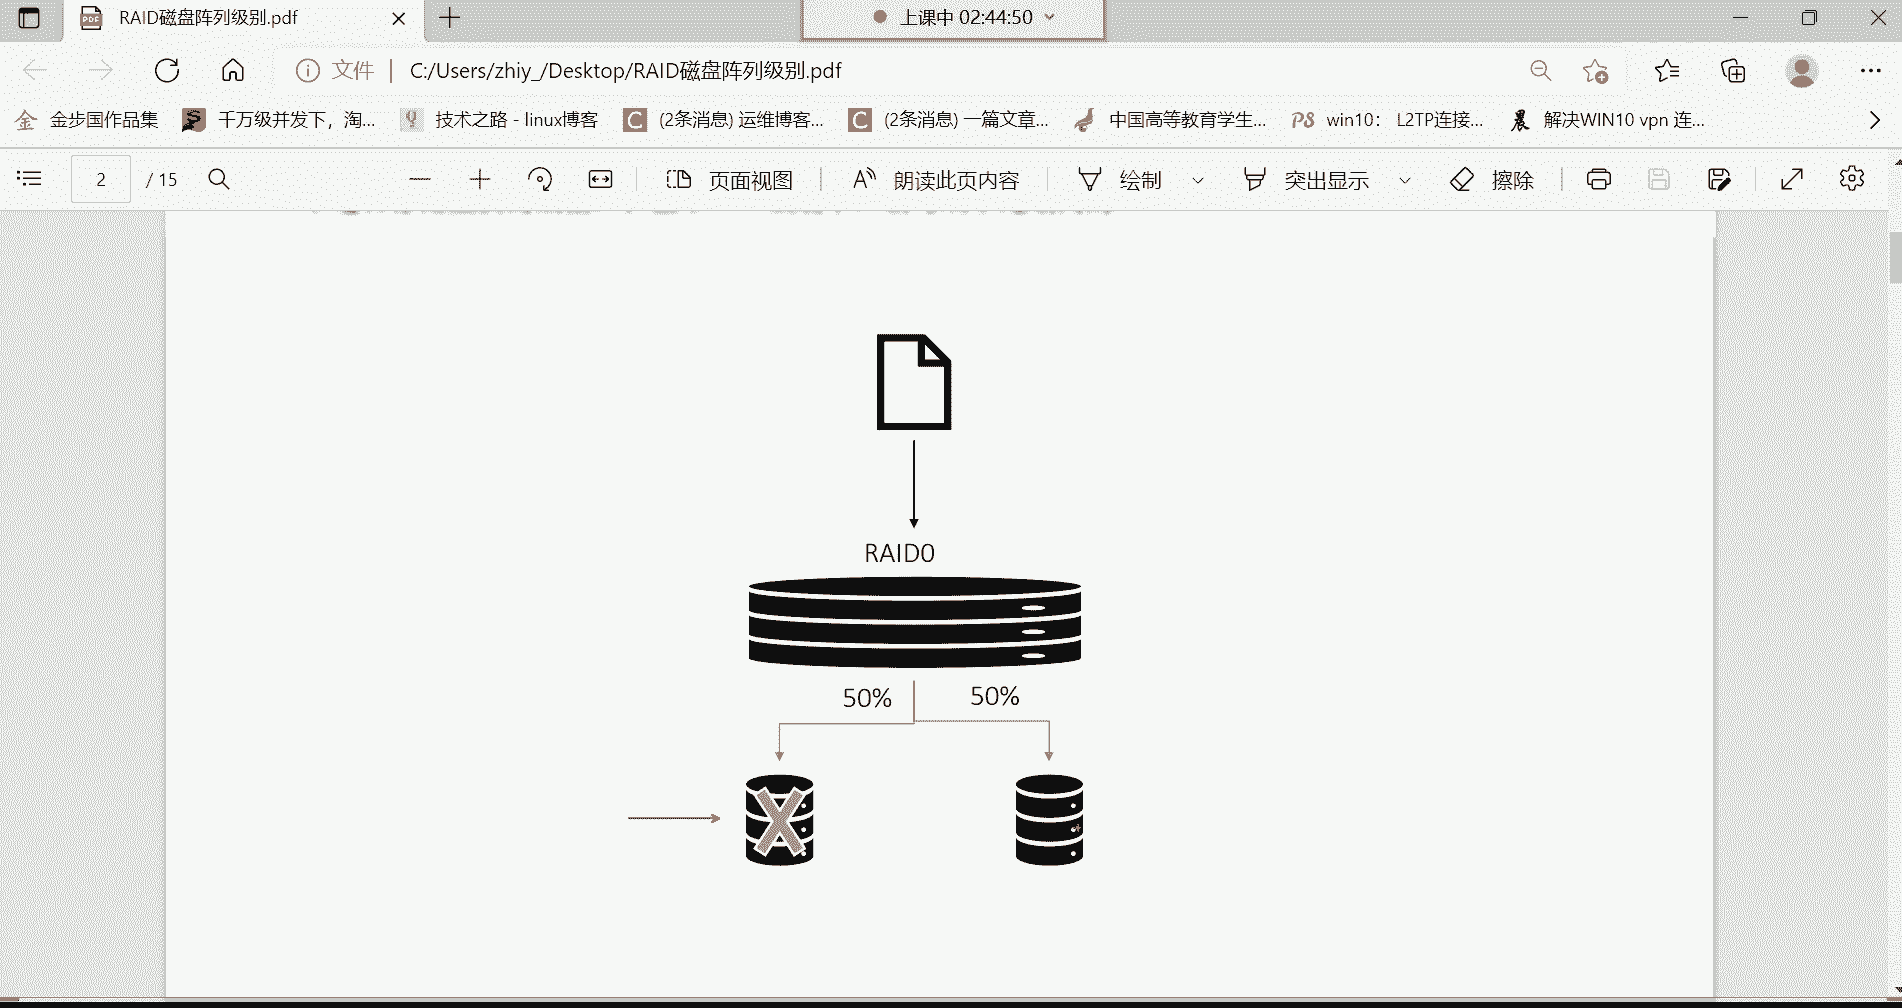 RAID磁盘阵列级别.pdf
上课中 02:44:50
文件
C:/Users/zhiy_/Desktop/RAID磁盘阵列级别.pdf
金步国作品集
千万级并发下，淘...
技术之路 - linux博客
(2条消息) 运维博客...
(2条消息) 一篇文章...
中国高等教育学生...
win10： L2TP连接...
解决WIN10 vpn 连...
2 / 15
页面视图
朗读此页内容
绘制
突出显示
擦除
RAID0
50%
50%